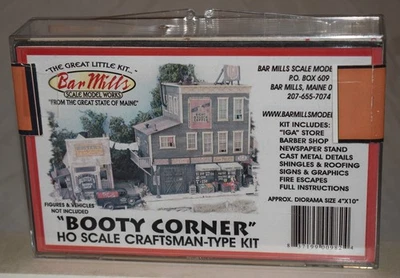 "THE GREAT LITTLE KIT..."
Bar Mills
SCALE MODEL WORKS
"FROM THE GREAT STATE OF MAINE"
BAR MILLS SCALE MODE
P.O. BOX 609
BAR MILLS, MAINE 0
207-655-7074
WWW.BARMILLSMODEL
KIT INCLUDES:
"IGA" STORE
BARBER SHOP
NEWSPAPER STAND
CAST METAL DETAILS
SHINGLES & ROOFING
SIGNS & GRAPHICS
FIRE ESCAPES
FULL INSTRUCTIONS
APPROX. DIORAMA SIZE 4"X10"
FIGURES & VEHICLES
NOT INCLUDED
"BOOTY CORNER"
HO SCALE CRAFTSMAN-TYPE KIT